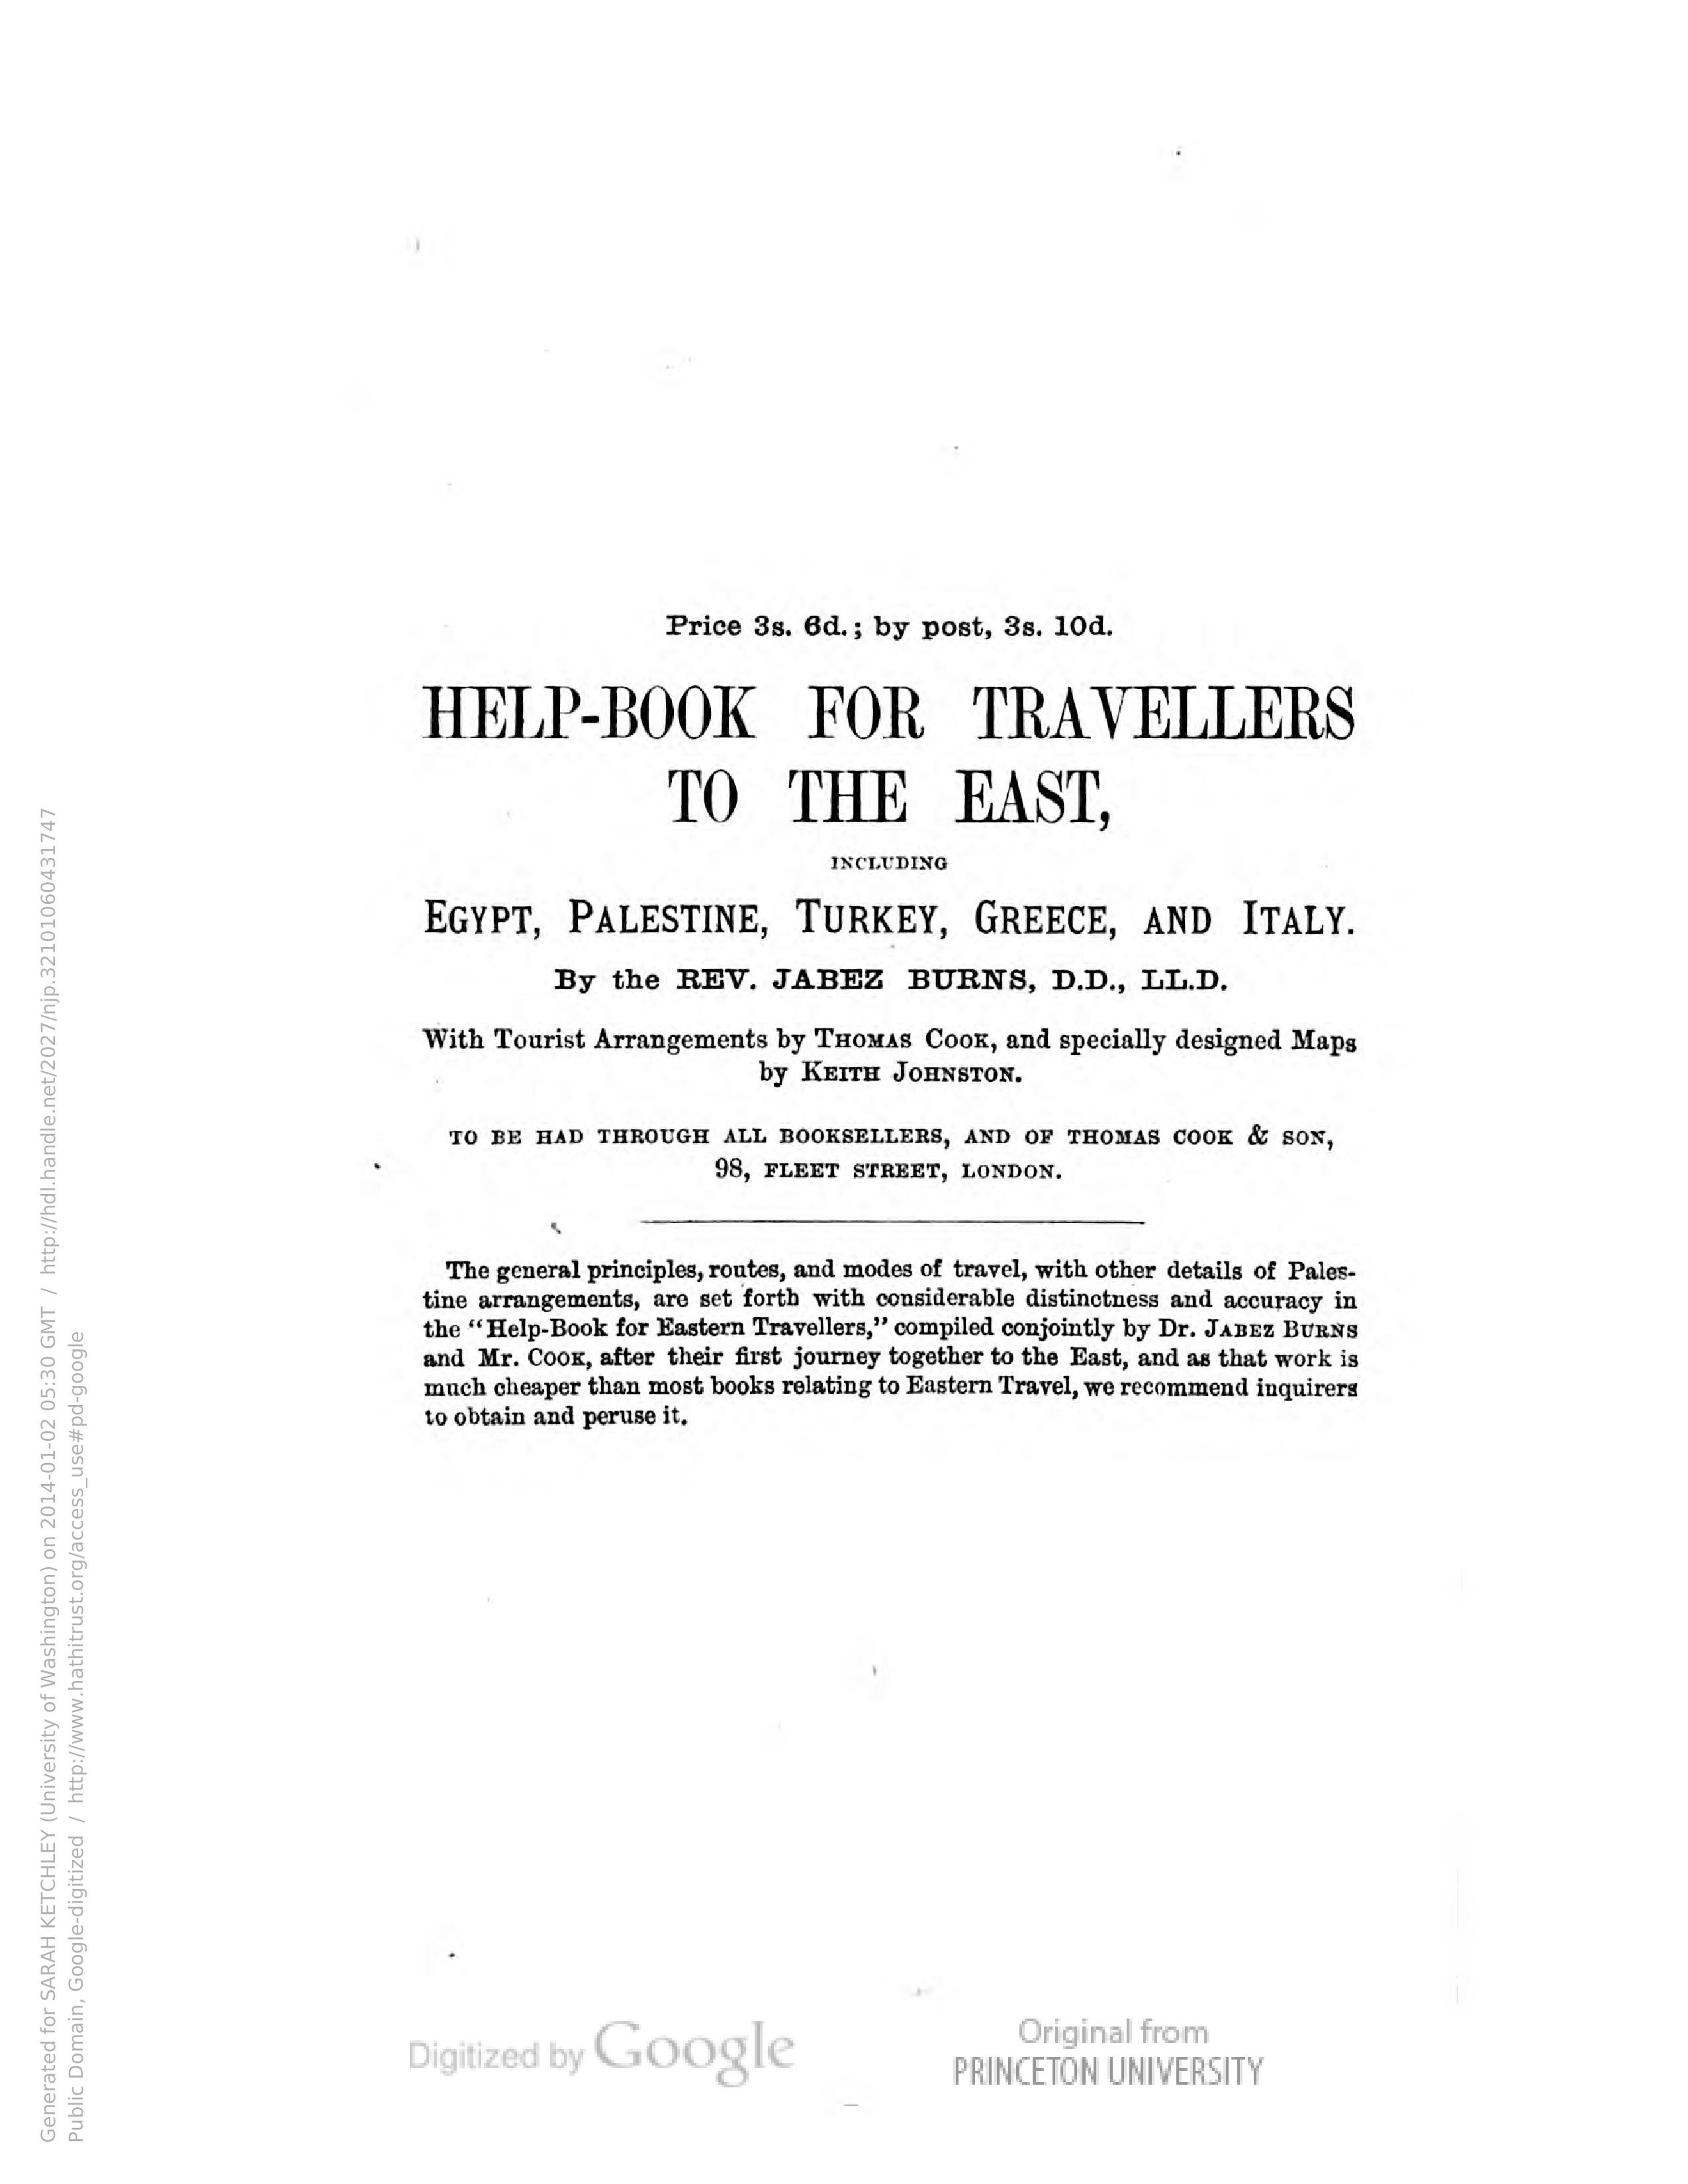 Price 3s. 6d.; by post, 3s. 10d.
HELP-BOOK FOR TRAVELLERS
TO THE EAST,
INCLUDING
EGYPT, PALESTINE, TURKEY, GREECE, AND ITALY.
By the REV. JABEZ BURNS, D.D., LL.D.
With Tourist Arrangements by THOMAS COOK, and specially designed Maps
by KEITH JOHNSTON.
TO BE HAD THROUGH ALL BOOKSELLERS, AND OF THOMAS COOK & SON,
98, FLEET STREET, LONDON.
The general principles, routes, and modes of travel, with other details of Pales-
tine arrangements, are set forth with considerable distinctness and accuracy in
the “Help-Book for Eastern Travellers,” compiled conjointly by Dr. JABEZ BURNS
and Mr. COOK, after their first journey together to the East, and as that work is
much cheaper than most books relating to Eastern Travel, we recommend inquirers
to obtain and peruse it.
Digitized by Google
Original from
PRINCETON UNIVERSITY
Generated for SARAH KETCHLEY (University of Washington) on 2014-01-02 05:30 GMT / http://hdl.handle.net/2027/njp.32101060431747
Public Domain, Google-digitized / http://www.hathitrust.org/access_use#pd-google